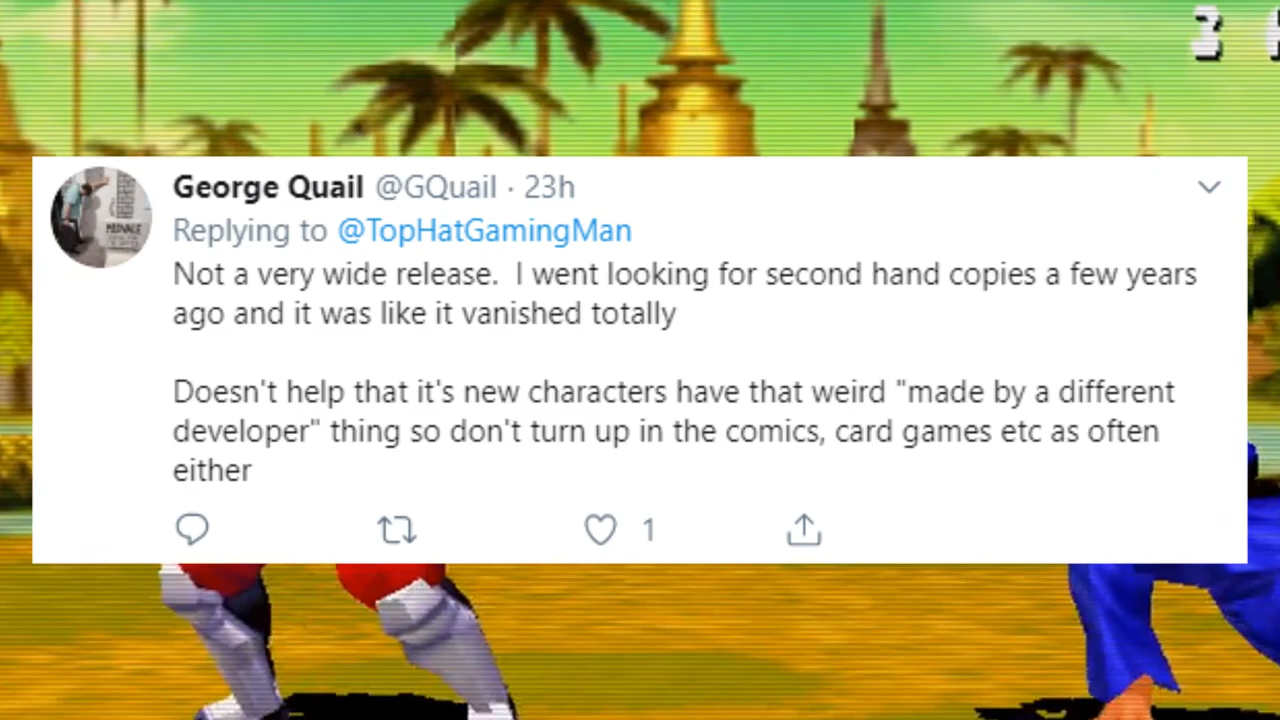 3
George Quail @GQuail · 23h
Replying to @TopHatGamingMan
Not a very wide release.  I went looking for second hand copies a few years
ago and it was like it vanished totally
Doesn't help that it's new characters have that weird "made by a different
developer" thing so don't turn up in the comics, card games etc as often
either
1